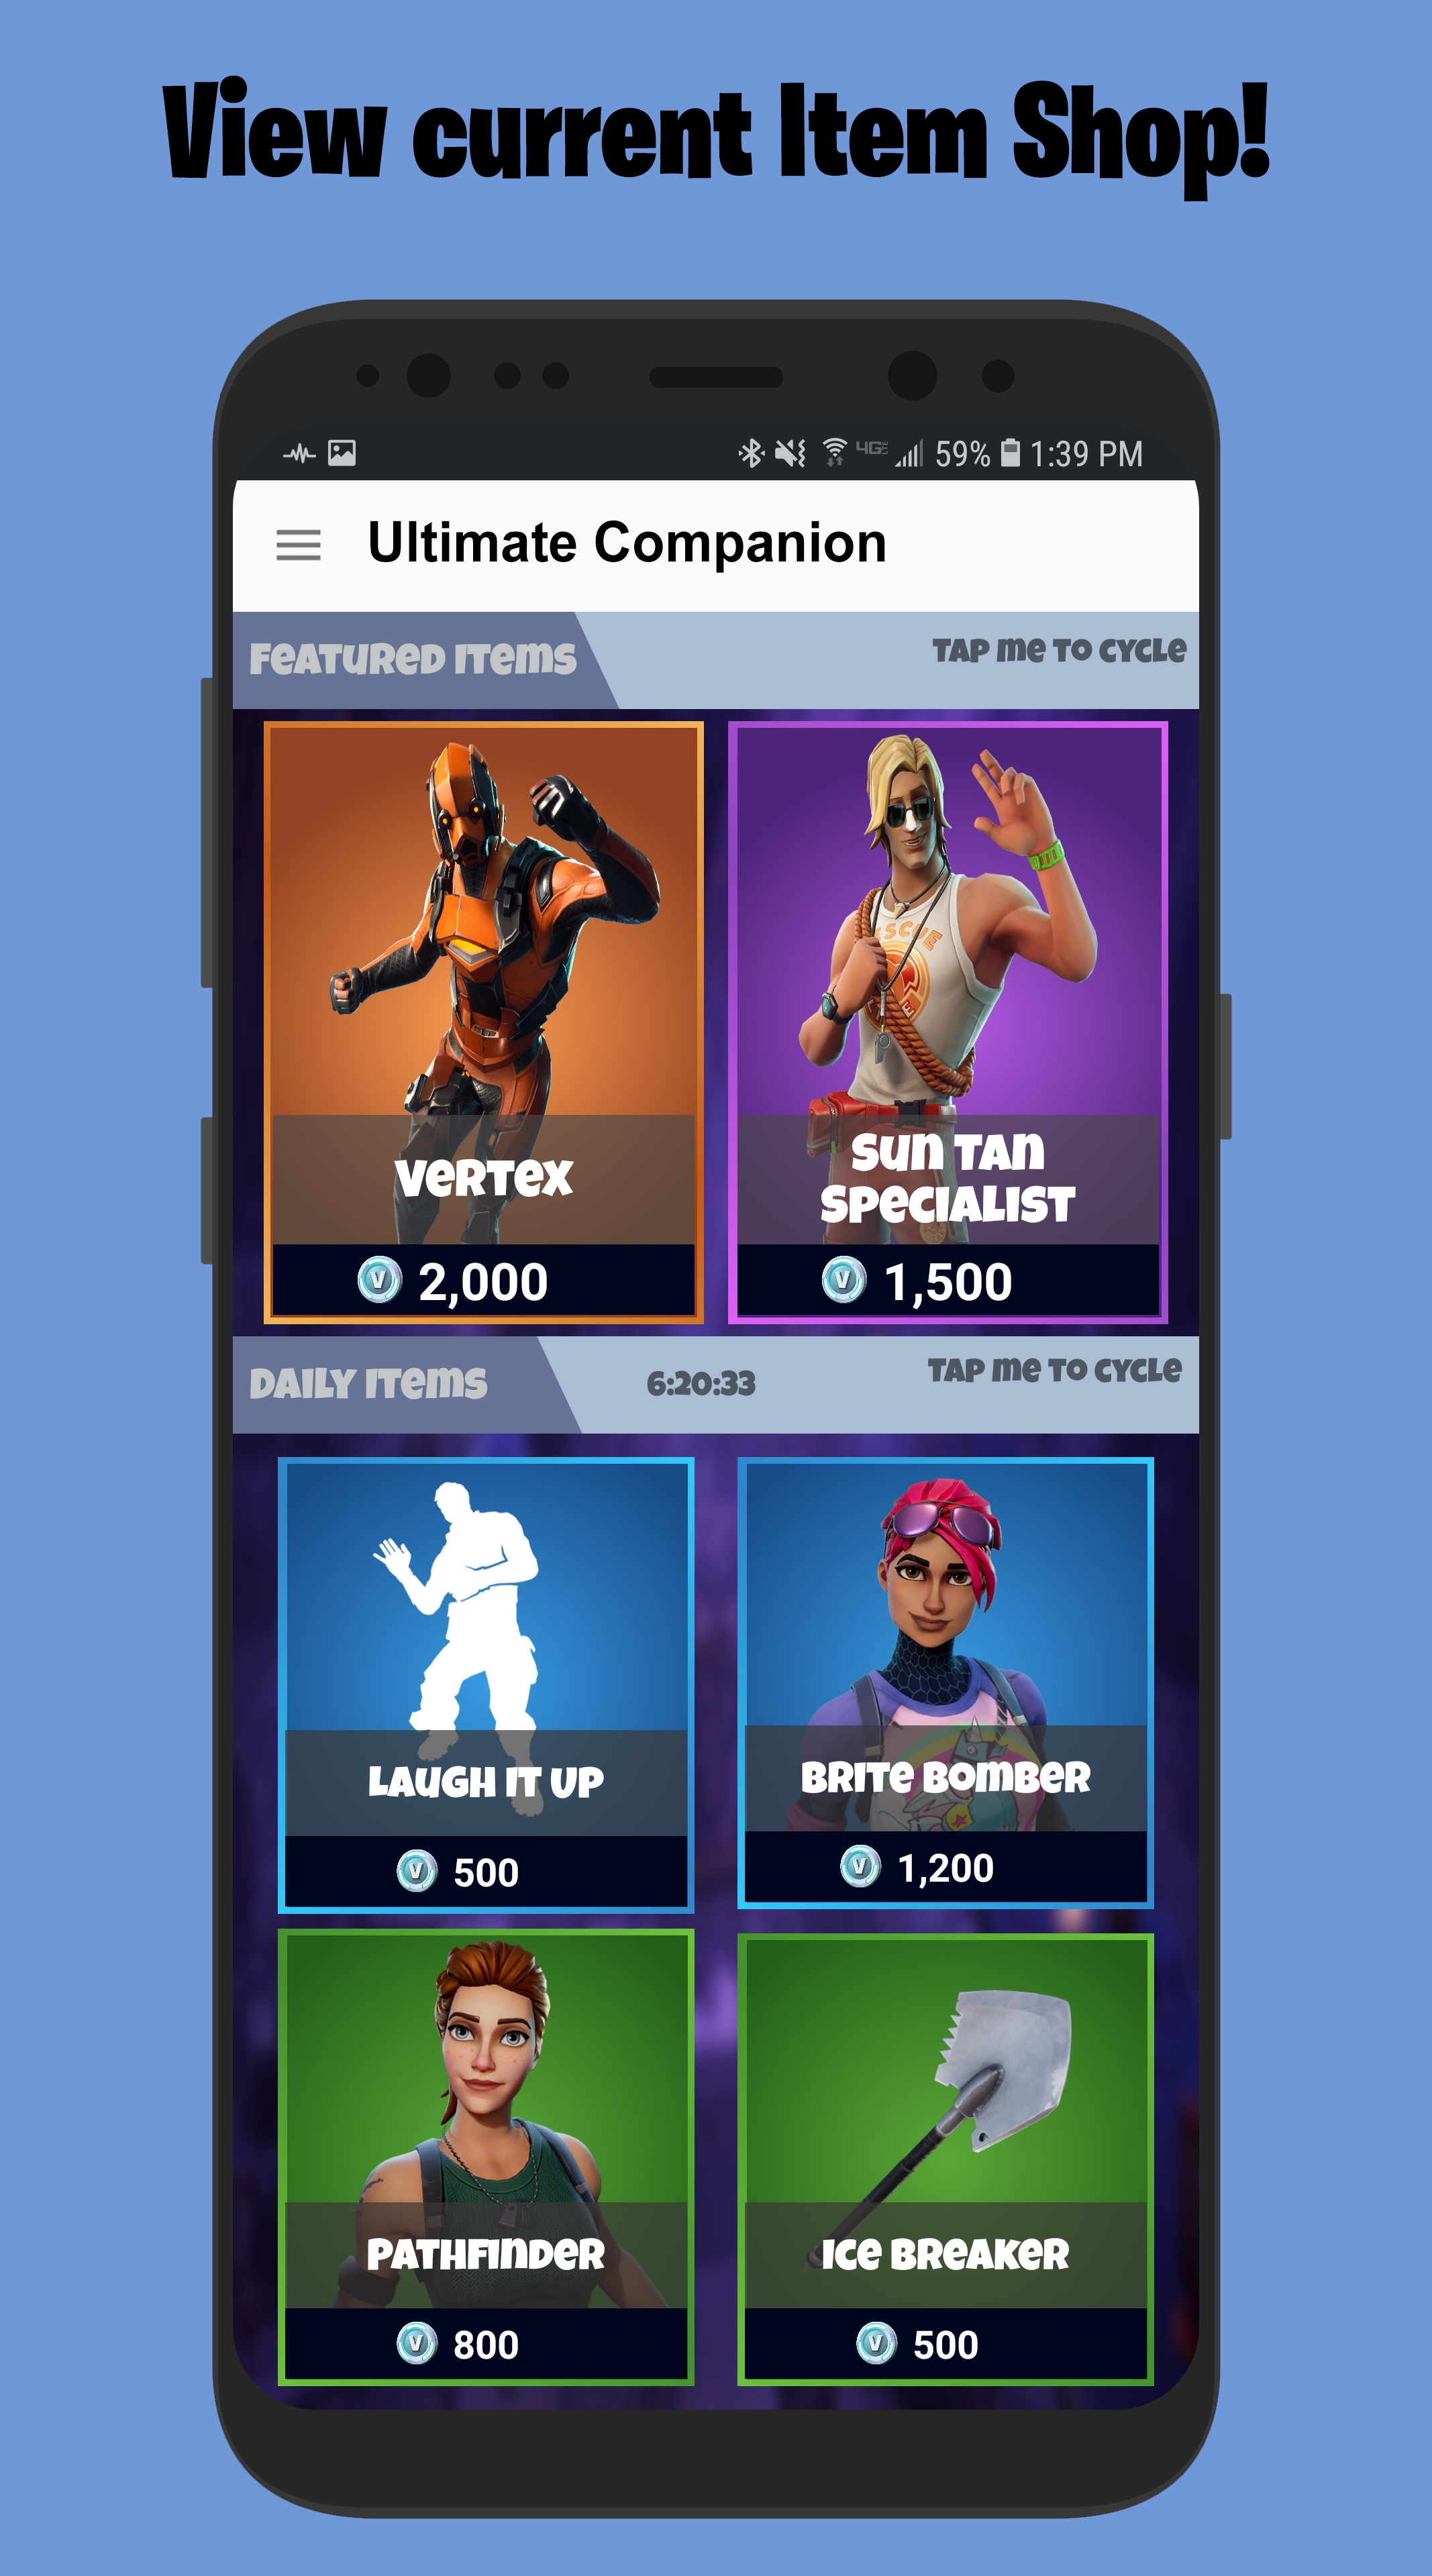 View current Item Shop!
4G
59% 1:39 PM
Ultimate Companion
Featured Items
Tap me to cycle
Vertex
V 2,000
Sun Tan
Specialist
V 1,500
Daily Items
6:20:33
Tap me to cycle
Laugh It Up
V 500
Brite Bomber
V 1,200
Pathfinder
V 800
Ice Breaker
V 500